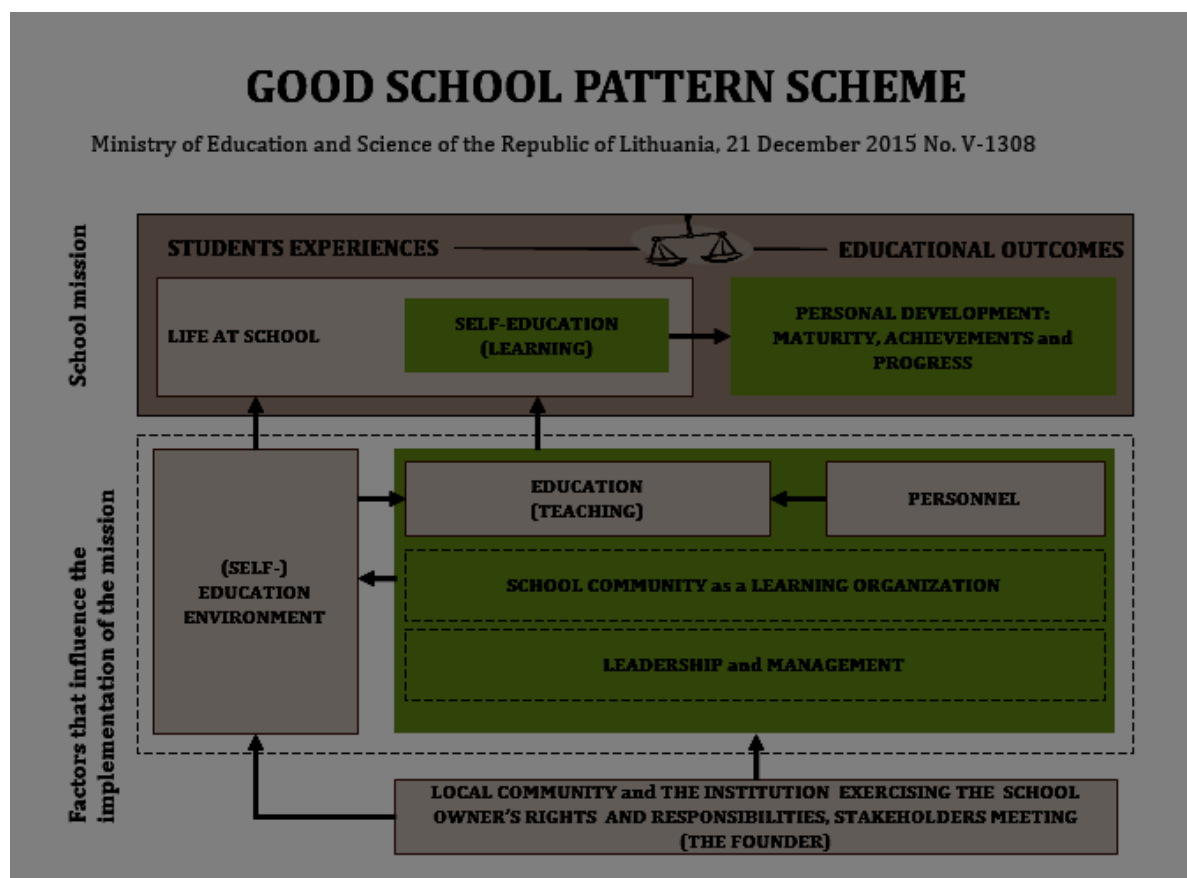 GOOD SCHOOL PATTERN SCHEME
Ministry of Education and Science of the Republic of Lithuania, 21 December 2015 No. V-1308
School mission
STUDENTS EXPERIENCES
EDUCATIONAL OUTCOMES
LIFE AT SCHOOL
SELF-EDUCATION
(LEARNING)
PERSONAL DEVELOPMENT:
MATURITY, ACHIEVEMENTS and
PROGRESS
Factors that influence the
implementation of the mission
(SELF-)
EDUCATION
ENVIRONMENT
EDUCATION
(TEACHING)
PERSONNEL
SCHOOL COMMUNITY as a LEARNING ORGANIZATION
LEADERSHIP and MANAGEMENT
LOCAL COMMUNITY and THE INSTITUTION EXERCISING THE SCHOOL
OWNER'S RIGHTS AND RESPONSIBILITIES, STAKEHOLDERS MEETING
(THE FOUNDER)